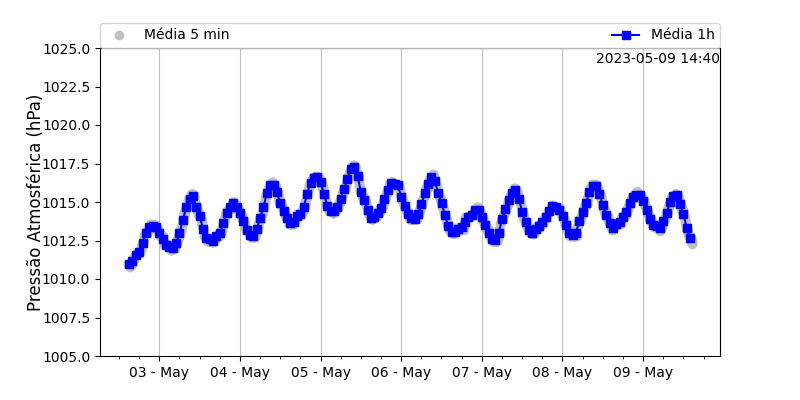 Média 5 min
Média 1h
2023-05-09 14:40
Pressão Atmosférica (hPa)
1025.0
1022.5
1020.0
1017.5
1015.0
1012.5
1010.0
1007.5
1005.0
03 - May
04 - May
05 - May
06 - May
07 - May
08 - May
09 - May